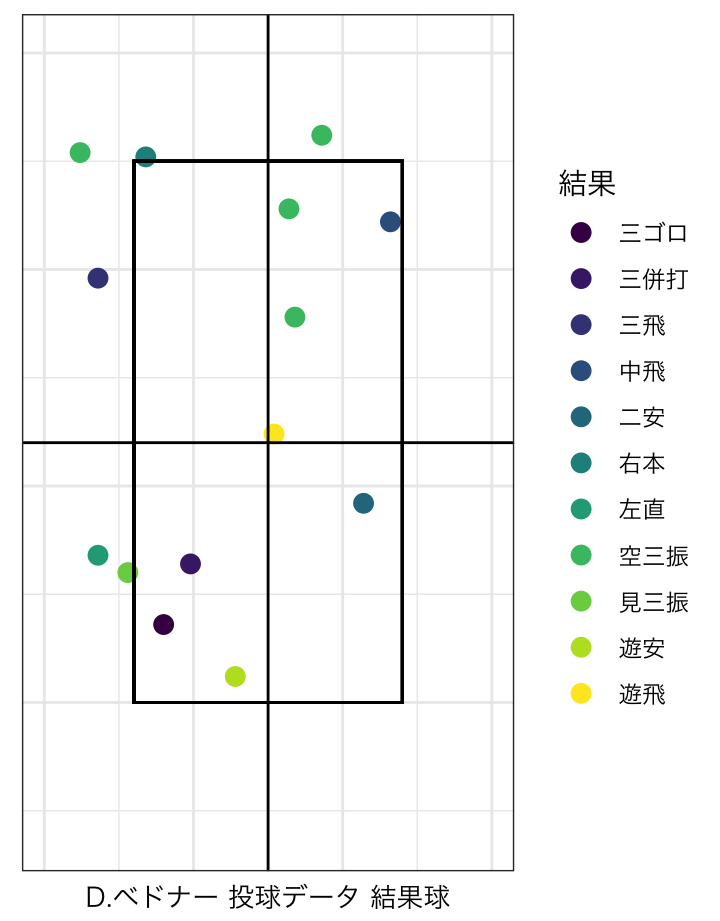 結果
三ゴロ
三併打
三飛
中飛
二安
右本
左直
空三振
見三振
遊安
遊飛
D.ベドナー 投球データ 結果球